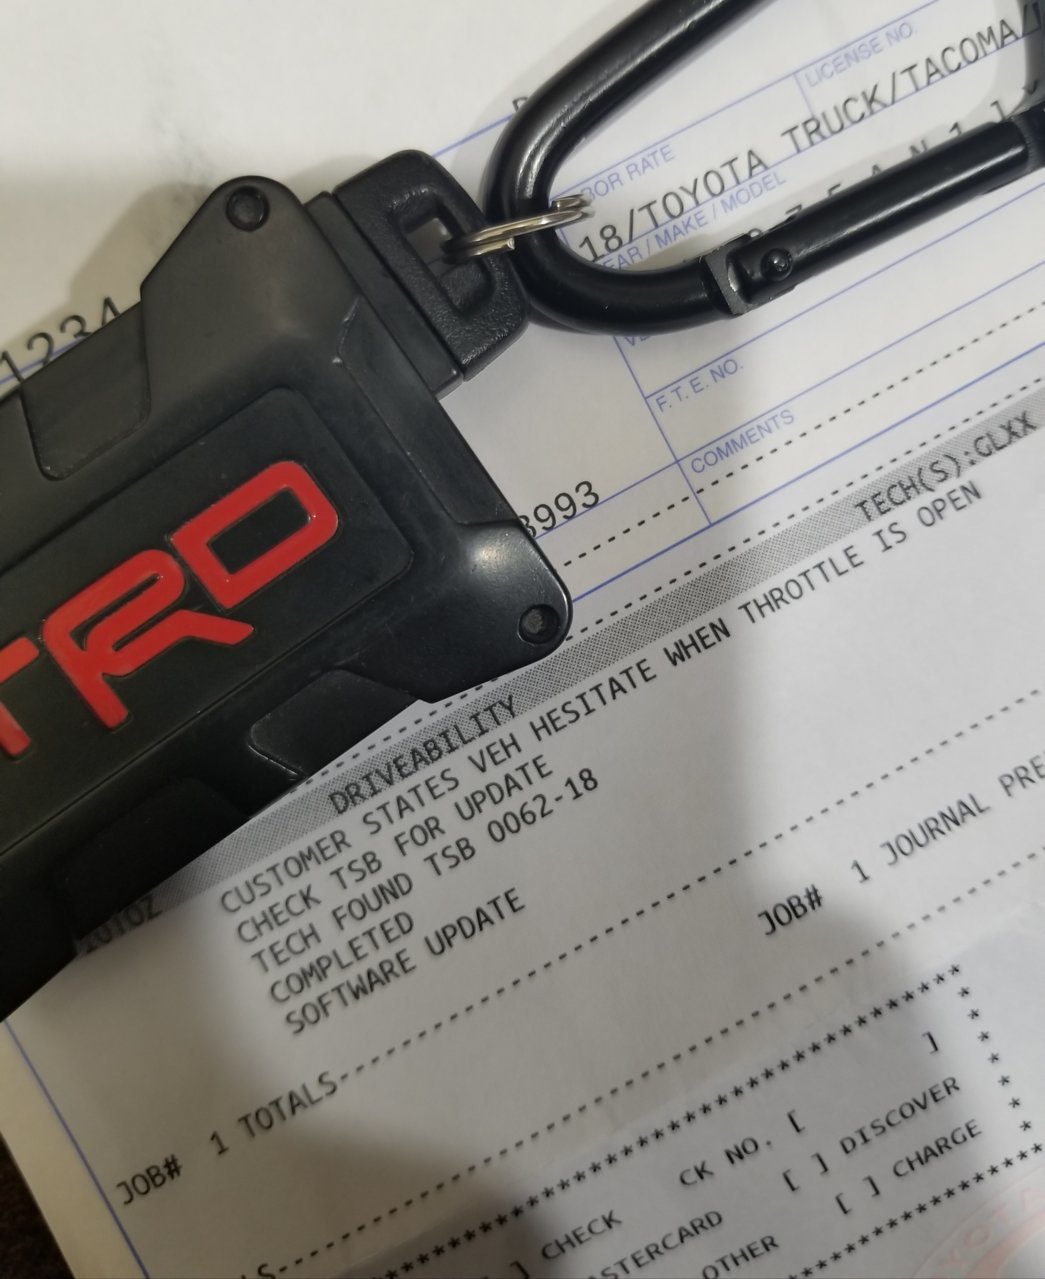 LICENSE NO.
18/TOYOTA TRUCK/TACOMA/
MAKE / MODEL
1234
F.T.E. NO.
COMMENTS
3993
TRD
DRIVEABILITY TECH(S):GLXX
CUSTOMER STATES VEH HESITATE WHEN THROTTLE IS OPEN
CHECK TSB FOR UPDATE
TECH FOUND TSB 0062-18
COMPLETED
SOFTWARE UPDATE
JOB# 1 JOURNAL
JOB# 1 TOTALS
CK NO. [ ]
] CHECK [ ] DISCOVER
[ ] CHARGE
OTHER